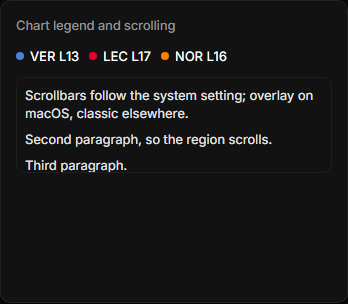 Chart legend and scrolling
VER L13 LEC L17 NOR L16
Scrollbars follow the system setting; overlay on
macOS, classic elsewhere.
Second paragraph, so the region scrolls.
Third paragraph.